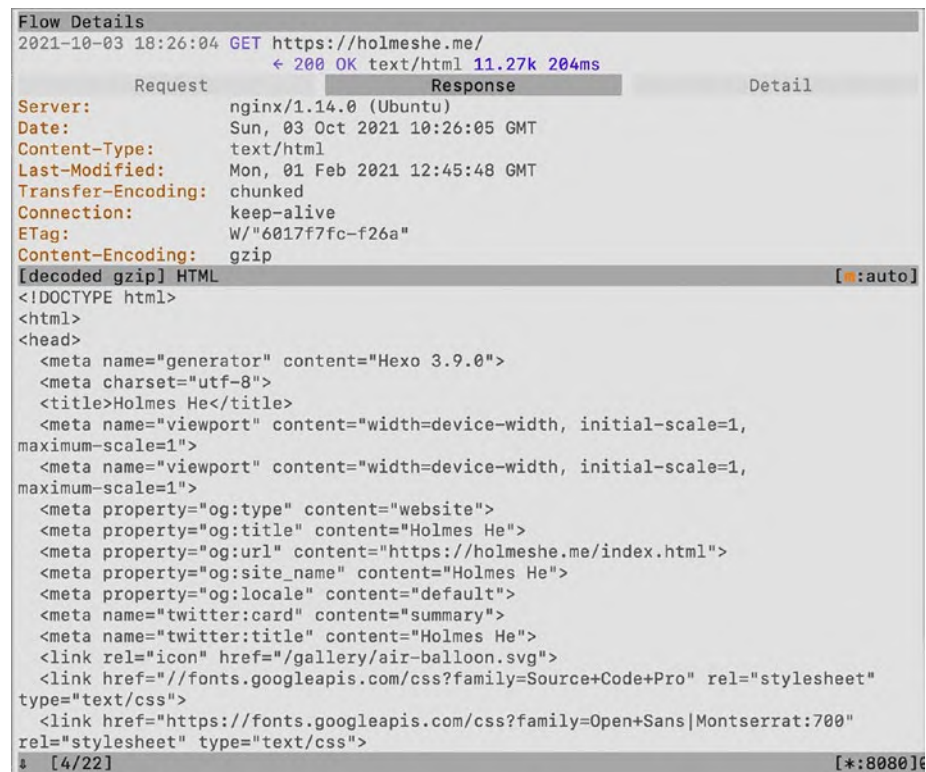 Flow Details
2021-10-03 18:26:04 GET https://holmeshe.me/
← 200 OK text/html 11.27k 204ms
Request Response Detail
Server: nginx/1.14.0 (Ubuntu)
Date: Sun, 03 Oct 2021 10:26:05 GMT
Content-Type: text/html
Last-Modified: Mon, 01 Feb 2021 12:45:48 GMT
Transfer-Encoding: chunked
Connection: keep-alive
ETag: W/"6017f7fc-f26a"
Content-Encoding: gzip
[decoded gzip] HTML [m:auto]
<!DOCTYPE html>
<html>
<head>
<meta name="generator" content="Hexo 3.9.0">
<meta charset="utf-8">
<title>Holmes He</title>
<meta name="viewport" content="width=device-width, initial-scale=1,
maximum-scale=1">
<meta name="viewport" content="width=device-width, initial-scale=1,
maximum-scale=1">
<meta property="og:type" content="website">
<meta property="og:title" content="Holmes He">
<meta property="og:url" content="https://holmeshe.me/index.html">
<meta property="og:site_name" content="Holmes He">
<meta property="og:locale" content="default">
<meta name="twitter:card" content="summary">
<meta name="twitter:title" content="Holmes He">
<link rel="icon" href="/gallery/air-balloon.svg">
<link href="//fonts.googleapis.com/css?family=Source+Code+Pro" rel="stylesheet"
type="text/css">
<link href="https://fonts.googleapis.com/css?family=Open+Sans|Montserrat:700"
rel="stylesheet" type="text/css">
⇩ [4/22] [*:8080]